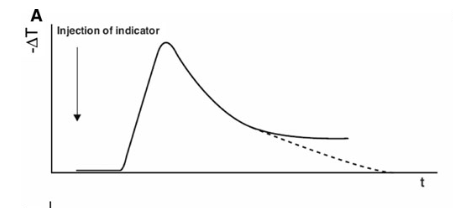 A
Injection of indicator
-ΔT
t